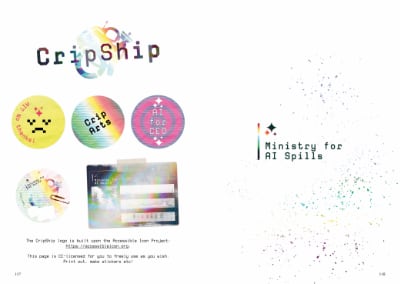 CripShip
Crip
Arts
AI
for
CEO
Ministry for
AI Spills
The CripShip logo is built upon the Accessible Icon Project:
https://accessibleicon.org.
This page is CC-licensed for you to freely use as you wish.
Print out, make stickers etc!